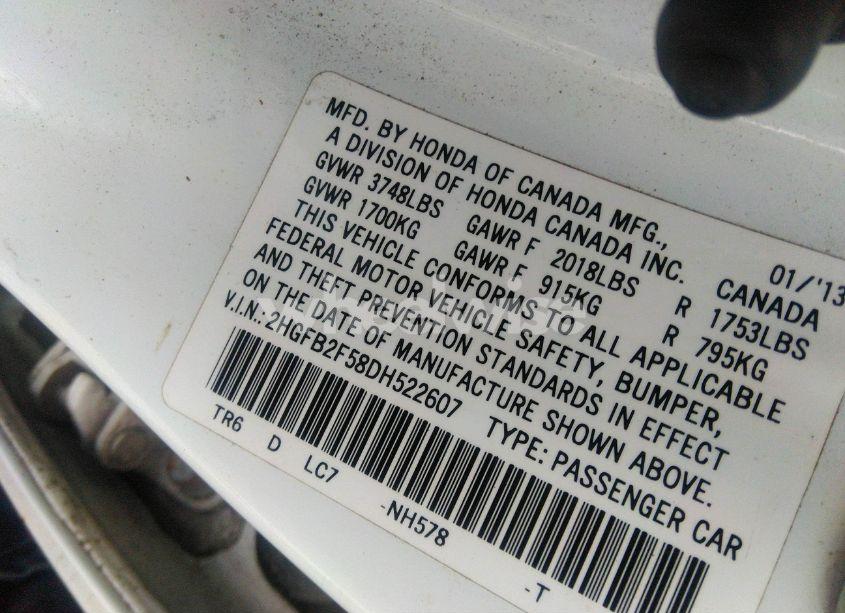 MFD. BY HONDA OF CANADA MFG.,
A DIVISION OF HONDA CANADA INC. CANADA 01/'13
GVWR 3748LBS GAWR F 2018LBS R 1753LBS
GVWR 1700KG GAWR F 915KG R 795KG
THIS VEHICLE CONFORMS TO ALL APPLICABLE
FEDERAL MOTOR VEHICLE SAFETY, BUMPER,
AND THEFT PREVENTION STANDARDS IN EFFECT
ON THE DATE OF MANUFACTURE SHOWN ABOVE.
V.I.N.: 2HGFB2F58DH522607 TYPE: PASSENGER CAR
TR6 D LC7 -NH578 -T
wheelwise